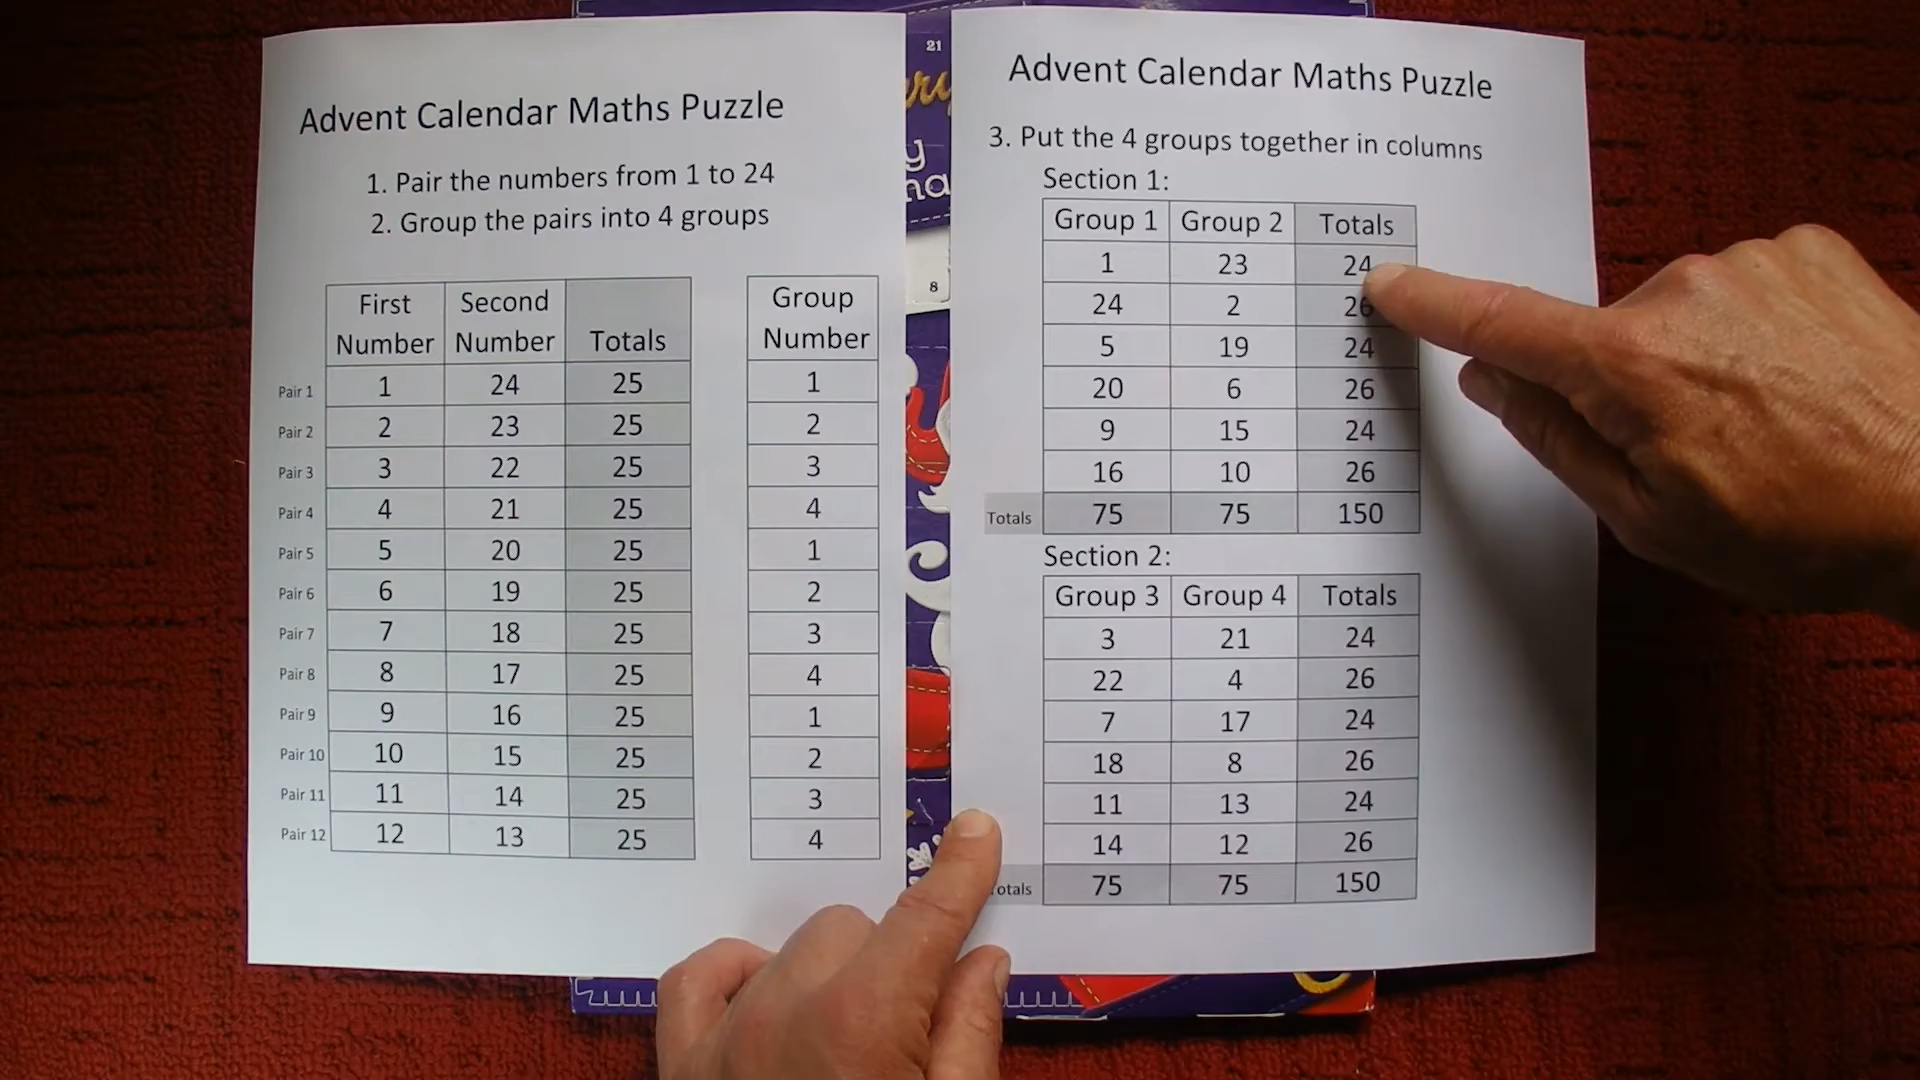 Advent Calendar Maths Puzzle
1. Pair the numbers from 1 to 24
2. Group the pairs into 4 groups
First Number Second Number Totals Group Number
Pair 1 1 24 25 1
Pair 2 2 23 25 2
Pair 3 3 22 25 3
Pair 4 4 21 25 4
Pair 5 5 20 25 1
Pair 6 6 19 25 2
Pair 7 7 18 25 3
Pair 8 8 17 25 4
Pair 9 9 16 25 1
Pair 10 10 15 25 2
Pair 11 11 14 25 3
Pair 12 12 13 25 4
21
8
Advent Calendar Maths Puzzle
3. Put the 4 groups together in columns
Section 1:
Group 1 Group 2 Totals
1 23 24
24 2 26
5 19 24
20 6 26
9 15 24
16 10 26
Totals 75 75 150
Section 2:
Group 3 Group 4 Totals
3 21 24
22 4 26
7 17 24
18 8 26
11 13 24
14 12 26
Totals 75 75 150